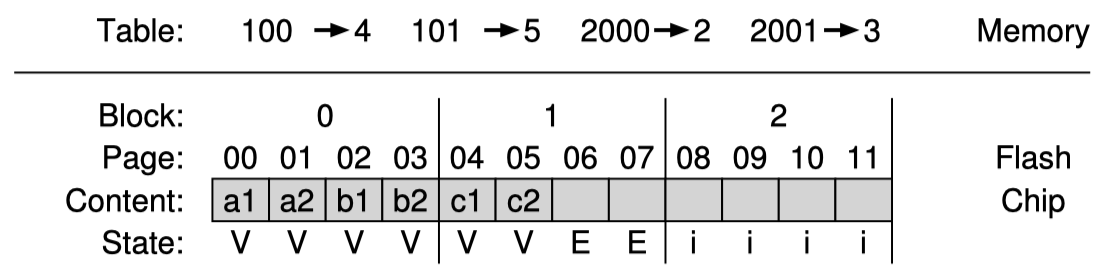 Table: 100 → 4 101 → 5 2000 → 2 2001 → 3 Memory
Block: 0 1 2
Page: 00 01 02 03 04 05 06 07 08 09 10 11 Flash
Content: a1 a2 b1 b2 c1 c2 Chip
State: V V V V V V E E i i i i